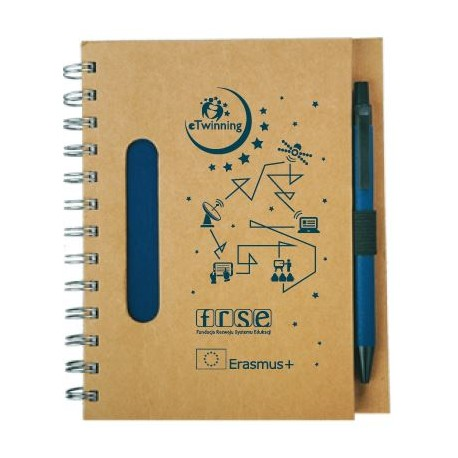 eTwinning
frse
Fundacja Rozwoju Systemu Edukacji
Erasmus+